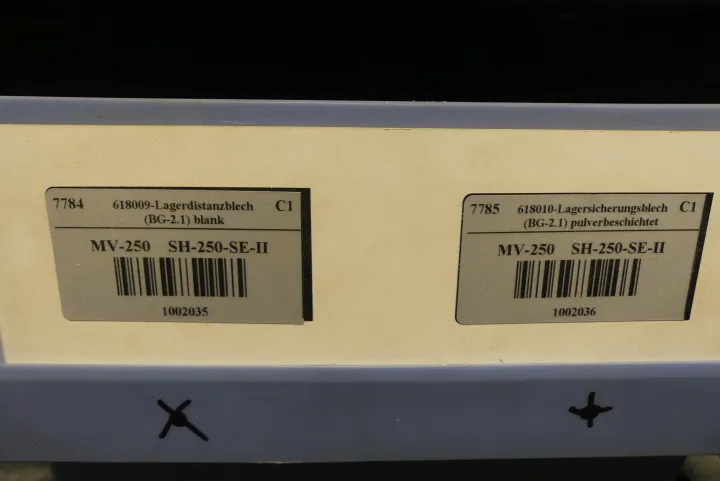 7784 618009-Lagerdistanzblech C1
(BG-2.1) blank
MV-250 SH-250-SE-II
1002035
7785 618010-Lagersicherungsblech C1
(BG-2.1) pulverbeschichtet
MV-250 SH-250-SE-II
1002036